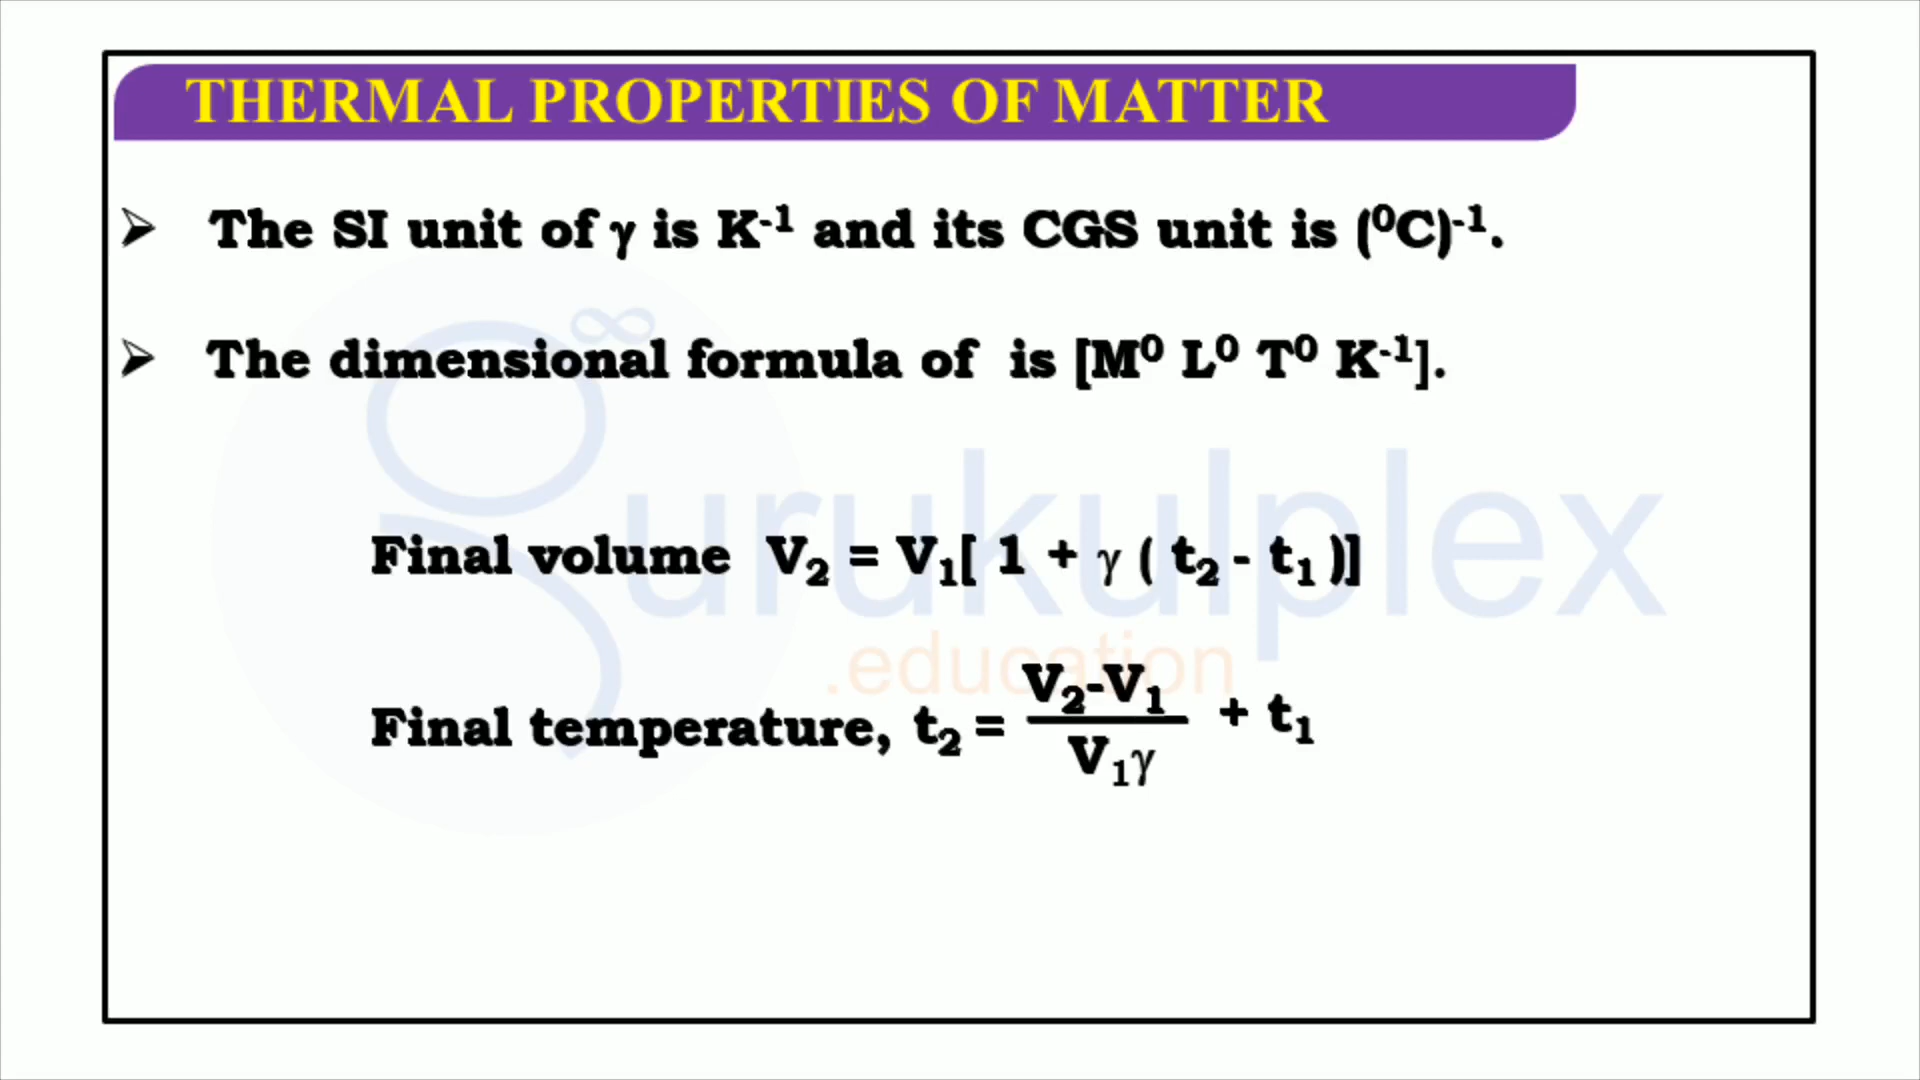 THERMAL PROPERTIES OF MATTER
➢ The SI unit of γ is K⁻¹ and its CGS unit is (⁰C)⁻¹.
➢ The dimensional formula of is [M⁰ L⁰ T⁰ K⁻¹].
Final volume V₂ = V₁[ 1 + γ ( t₂ - t₁ )]
Final temperature, t₂ = (V₂-V₁)/(V₁γ) + t₁
gurukulplex
.education